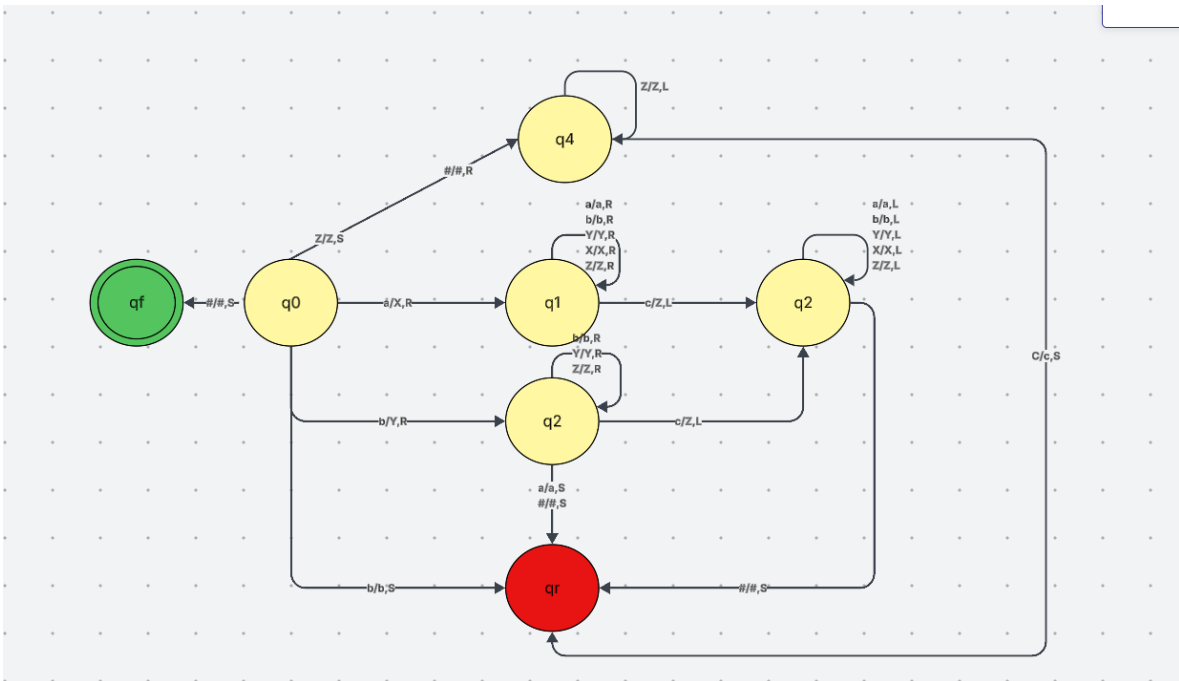 Z/Z,L
q4
#/#,R
a/a,R
b/b,R
Y/Y,R
X/X,R
Z/Z,R
a/a,L
b/b,L
Y/Y,L
X/X,L
Z/Z,L
Z/Z,S
qf
#/#,S
q0
a/X,R
q1
c/Z,L
q2
b/b,R
Y/Y,R
Z/Z,R
C/c,S
b/Y,R
q2
c/Z,L
a/a,S
#/#,S
b/b,S
qr
#/#,S